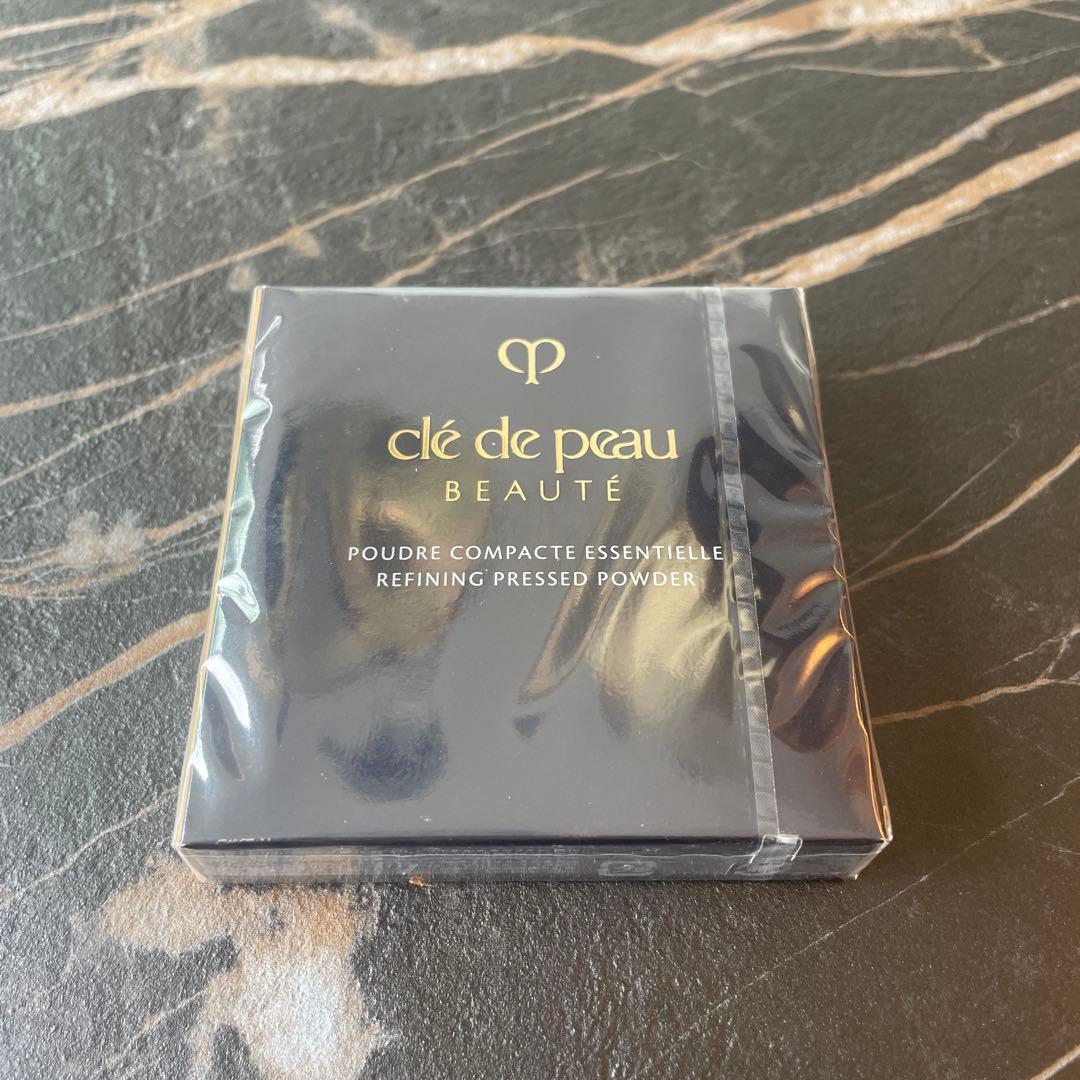 clé de peau
BEAUTÉ
POUDRE COMPACTE ESSENTIELLE
REFINING PRESSED POWDER